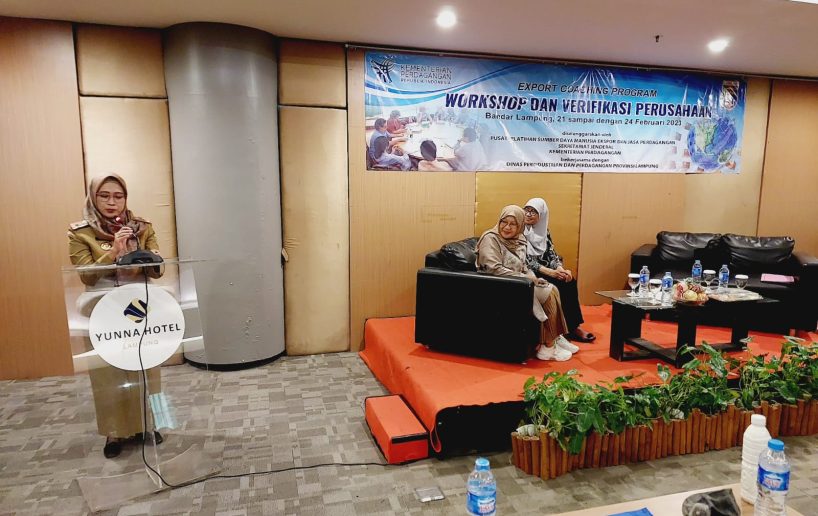 KEMENTERIAN
PERDAGANGAN
REPUBLIK INDONESIA
EXPORT COACHING PROGRAM
WORKSHOP DAN VERIFIKASI PERUSAHAAN
Bandar Lampung, 21 sampai dengan 24 Februari 2021
diselenggarakan oleh
PUSAT PELATIHAN SUMBER DAYA MANUSIA EKSPOR DAN JASA PERDAGANGAN
SEKRETARIAT JENDERAL
KEMENTERIAN PERDAGANGAN
bekerjasama dengan
DINAS PERINDUSTRIAN DAN PERDAGANGAN PROVINSI LAMPUNG
YUNNA HOTEL
LAMPUNG